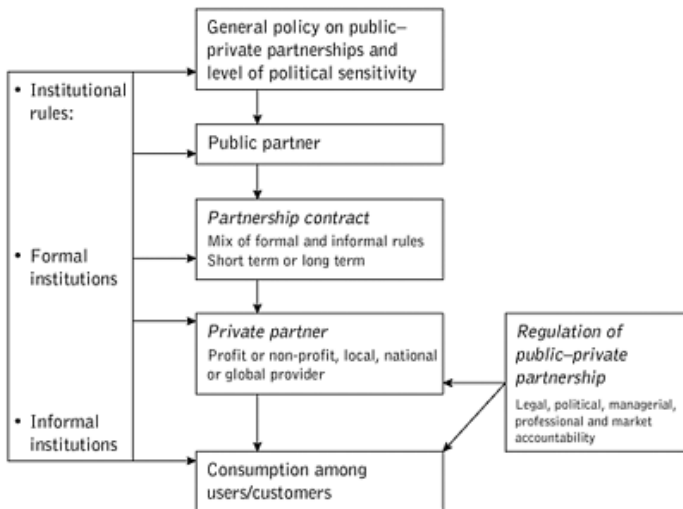 General policy on public–
private partnerships and
level of political sensitivity
• Institutional
rules:
Public partner
Partnership contract
Mix of formal and informal rules
Short term or long term
• Formal
institutions
Private partner
Profit or non-profit, local, national
or global provider
Regulation of
public–private
partnership
Legal, political, managerial,
professional and market
accountability
• Informal
institutions
Consumption among
users/customers